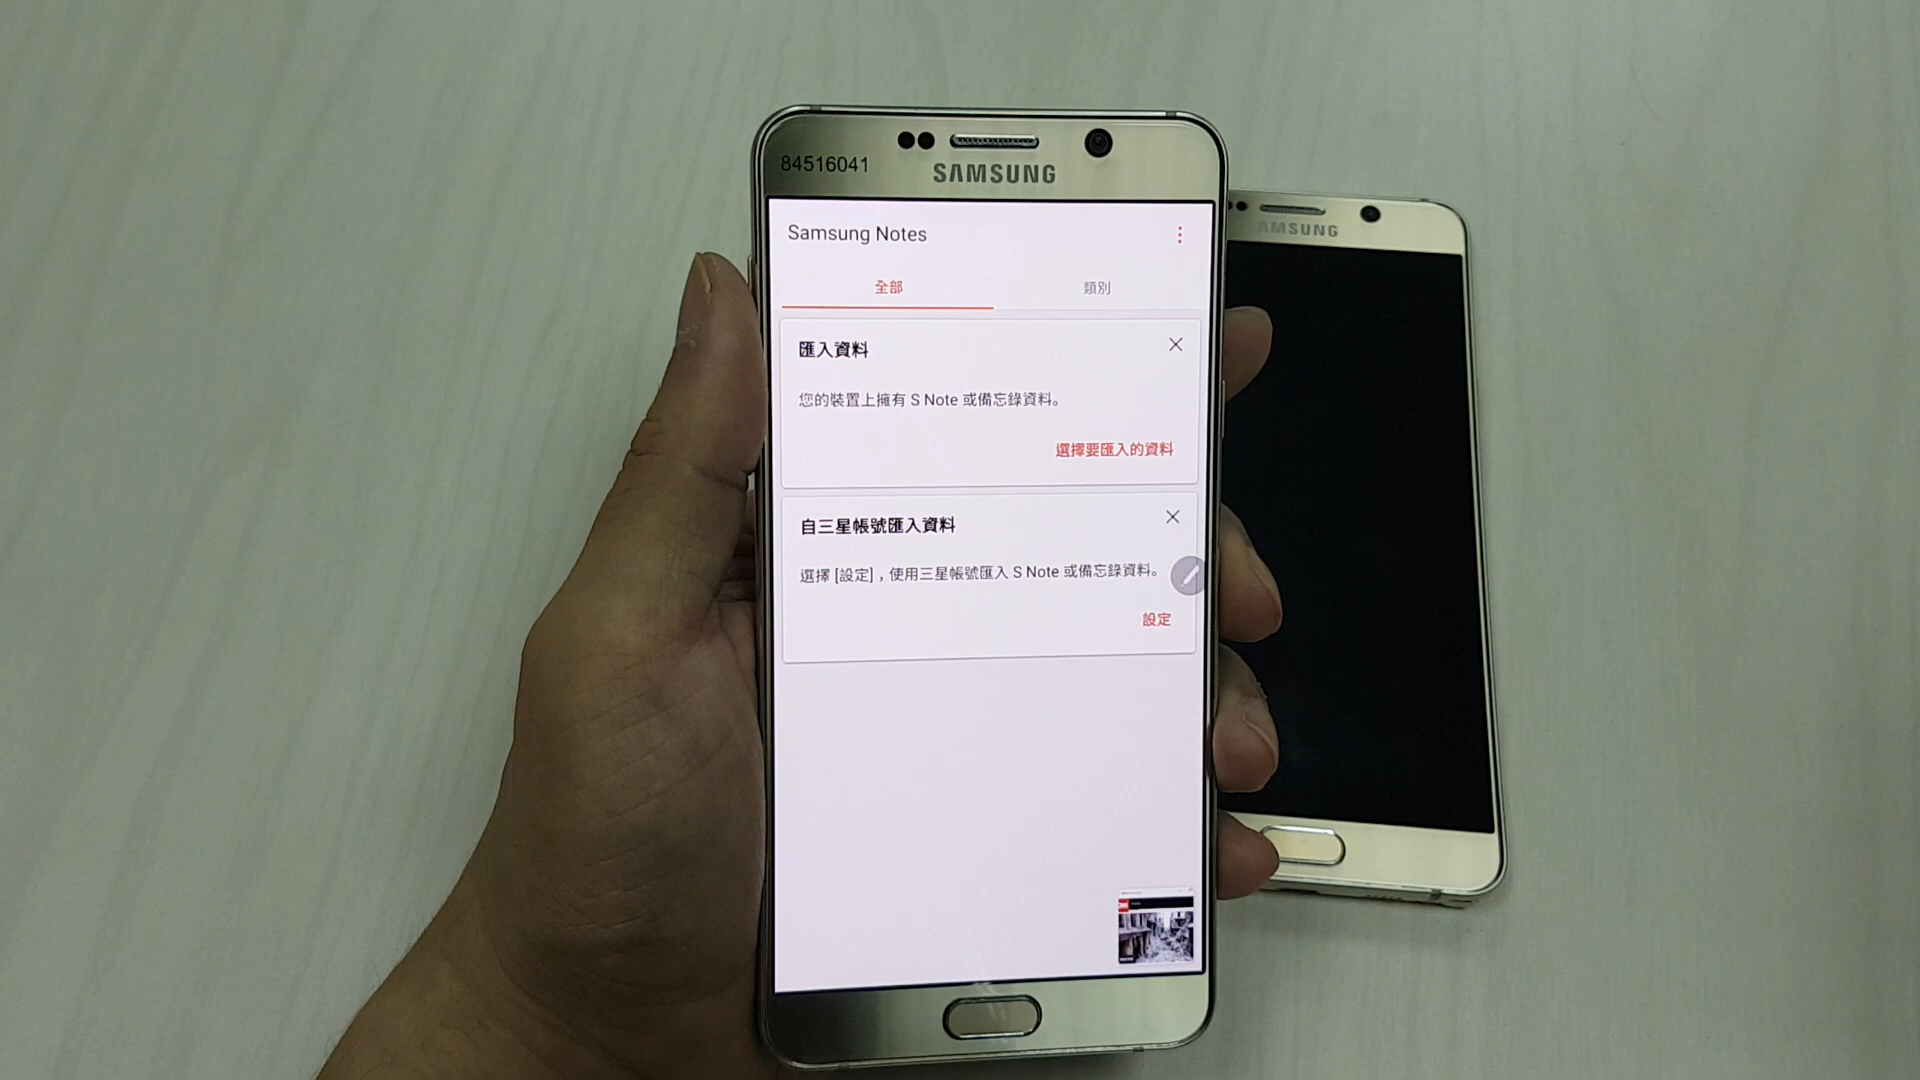 84516041
SAMSUNG
Samsung Notes
全部
類別
匯入資料
您的裝置上擁有 S Note 或備忘錄資料。
選擇要匯入的資料
自三星帳號匯入資料
選擇 [設定]，使用三星帳號匯入 S Note 或備忘錄資料。
設定
AMSUNG